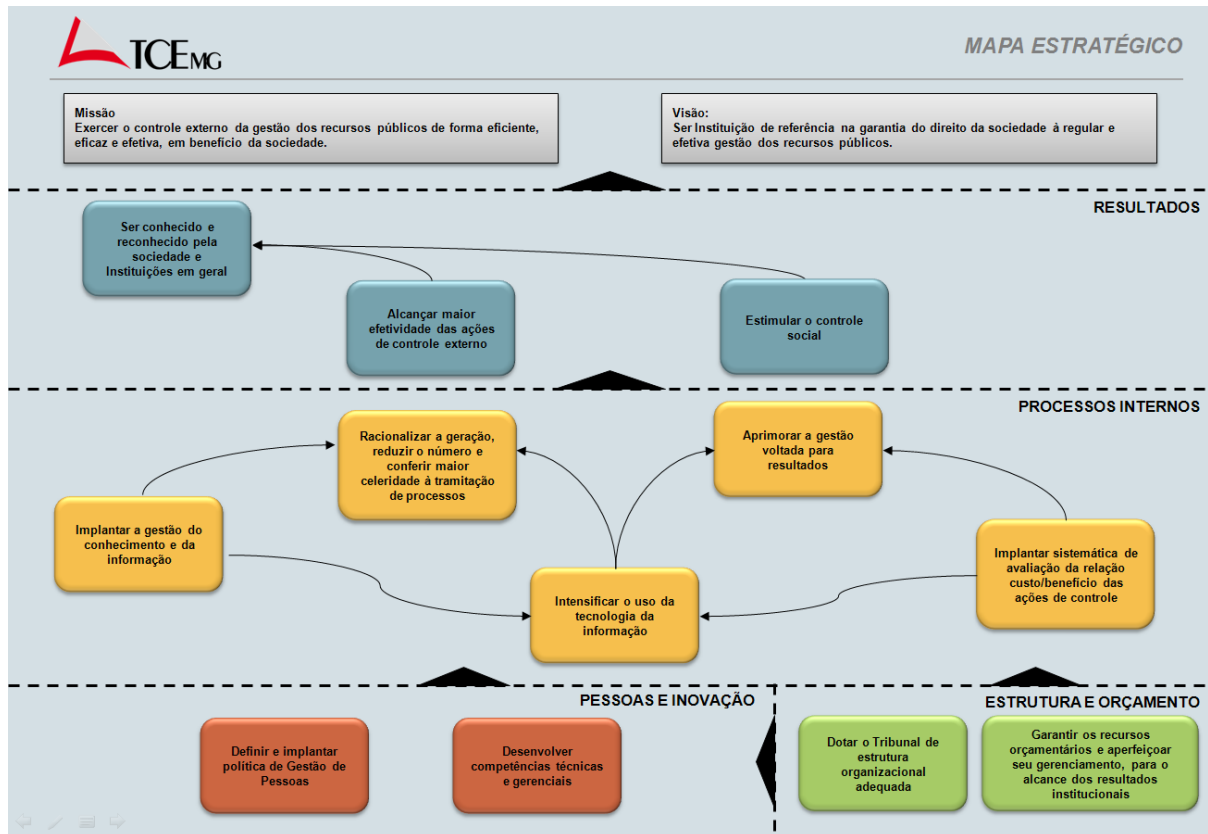 TCEMG
MAPA ESTRATÉGICO
Missão
Exercer o controle externo da gestão dos recursos públicos de forma eficiente,
eficaz e efetiva, em benefício da sociedade.
Visão:
Ser Instituição de referência na garantia do direito da sociedade à regular e
efetiva gestão dos recursos públicos.
RESULTADOS
Ser conhecido e
reconhecido pela
sociedade e
Instituições em geral
Alcançar maior
efetividade das ações
de controle externo
Estimular o controle
social
PROCESSOS INTERNOS
Racionalizar a geração,
reduzir o número e
conferir maior
celeridade à tramitação
de processos
Aprimorar a gestão
voltada para
resultados
Implantar a gestão do
conhecimento e da
informação
Intensificar o uso da
tecnologia da
informação
Implantar sistemática de
avaliação da relação
custo/benefício das
ações de controle
PESSOAS E INOVAÇÃO
Definir e implantar
política de Gestão de
Pessoas
Desenvolver
competências técnicas
e gerenciais
ESTRUTURA E ORÇAMENTO
Dotar o Tribunal de
estrutura
organizacional
adequada
Garantir os recursos
orçamentários e aperfeiçoar
seu gerenciamento, para o
alcance dos resultados
institucionais